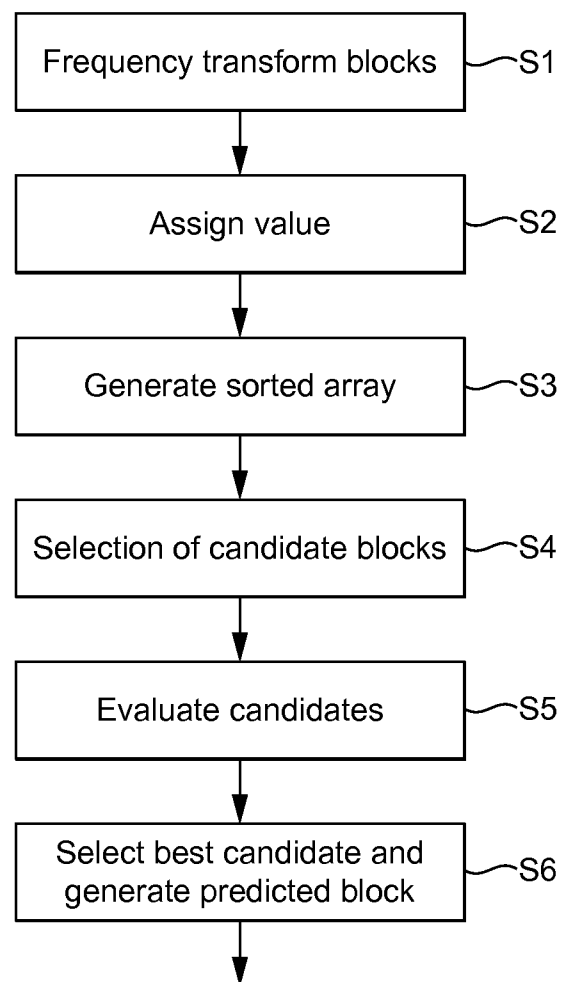 Frequency transform blocks S1
Assign value S2
Generate sorted array S3
Selection of candidate blocks S4
Evaluate candidates S5
Select best candidate and
generate predicted block S6